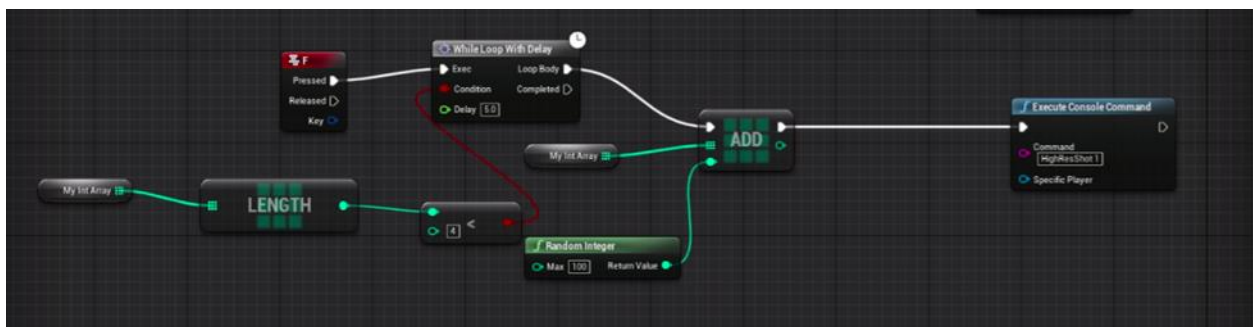 F
Pressed
Released
Key
While Loop With Delay
Exec Loop Body
Condition Completed
Delay 5.0
My Int Array
ADD
Execute Console Command
Command
HighResShot 1
Specific Player
My Int Array
LENGTH
4 <
Random Integer
Max 100 Return Value